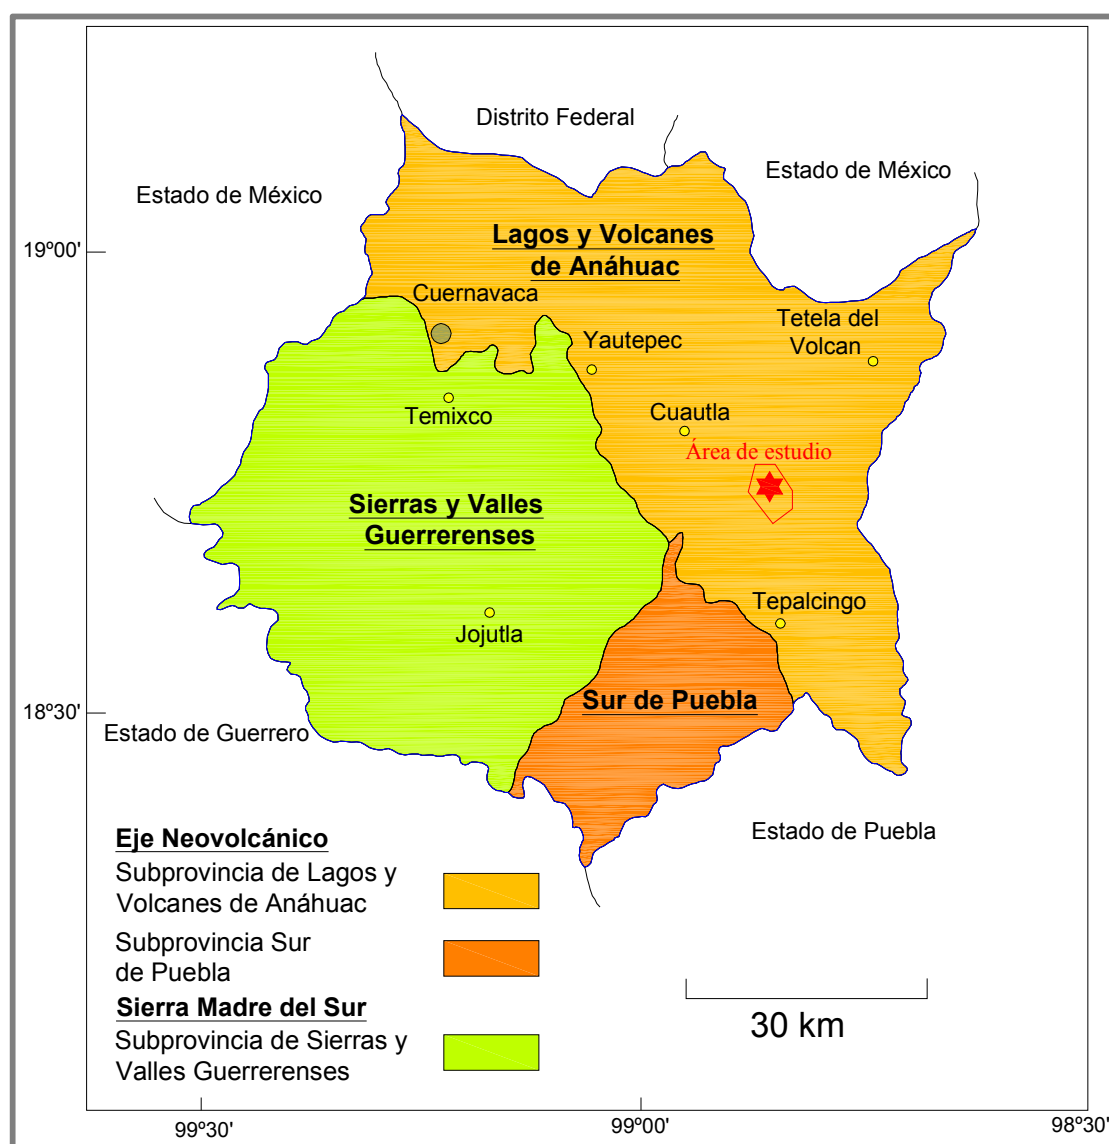 Distrito Federal
Estado de México
Estado de México
Lagos y Volcanes
de Anáhuac
19º00'
Cuernavaca
Tetela del
Volcan
Yautepec
Temixco
Cuautla
Área de estudio
Sierras y Valles
Guerrerenses
Tepalcingo
Jojutla
Sur de Puebla
18º30'
Estado de Guerrero
Estado de Puebla
Eje Neovolcánico
Subprovincia de Lagos y
Volcanes de Anáhuac
Subprovincia Sur
de Puebla
Sierra Madre del Sur
Subprovincia de Sierras y
Valles Guerrerenses
30 km
99º30'
99º00'
98º30'